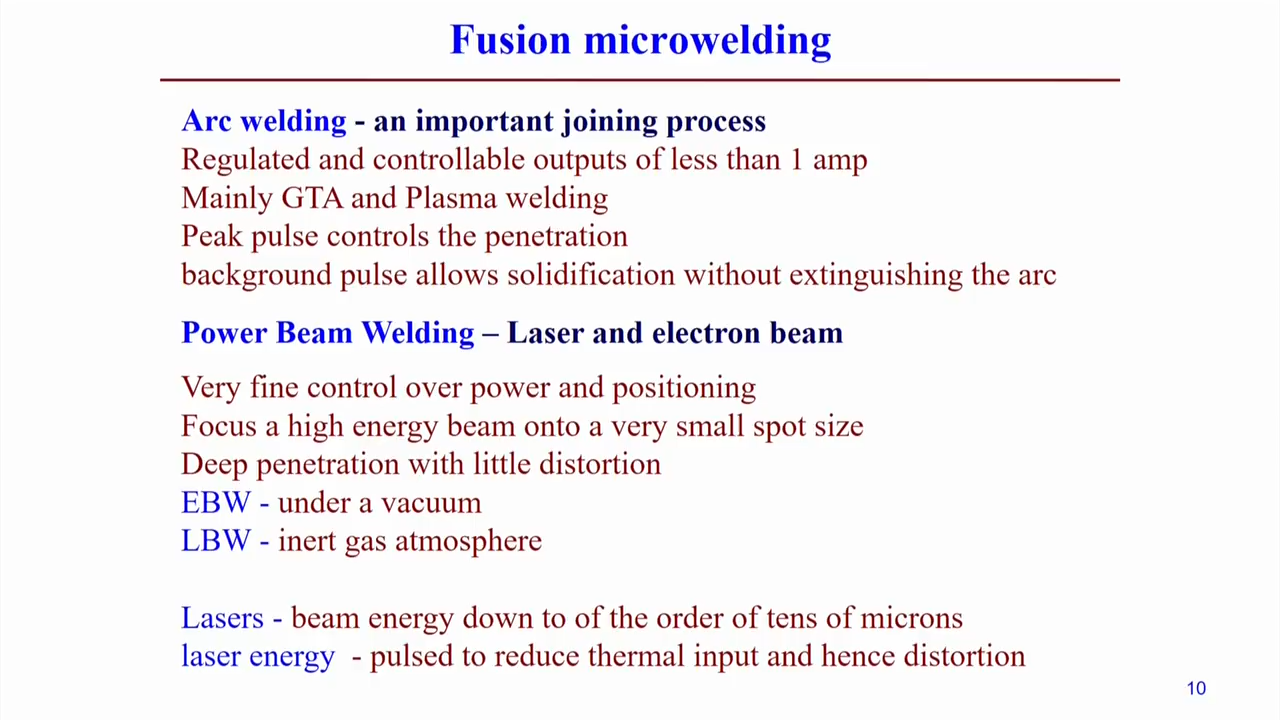 Fusion microwelding
Arc welding - an important joining process
Regulated and controllable outputs of less than 1 amp
Mainly GTA and Plasma welding
Peak pulse controls the penetration
background pulse allows solidification without extinguishing the arc
Power Beam Welding – Laser and electron beam
Very fine control over power and positioning
Focus a high energy beam onto a very small spot size
Deep penetration with little distortion
EBW - under a vacuum
LBW - inert gas atmosphere
Lasers - beam energy down to of the order of tens of microns
laser energy - pulsed to reduce thermal input and hence distortion
10